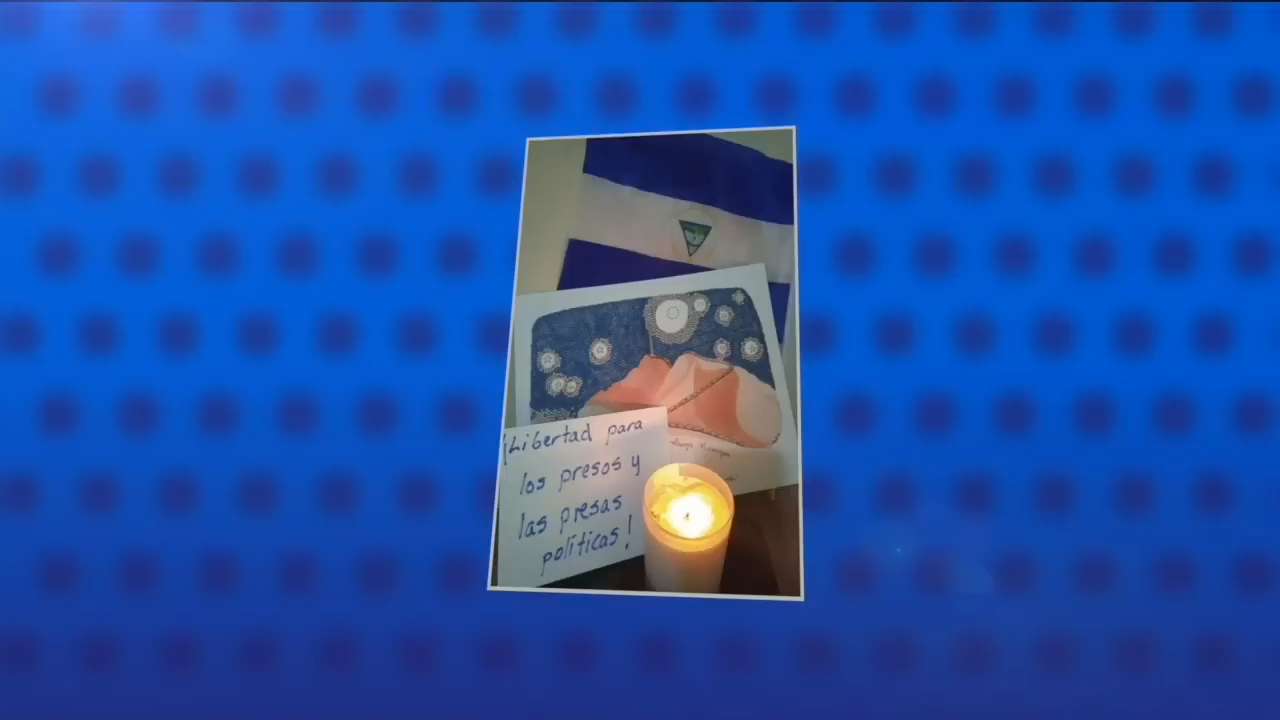 ¡Libertad para
los presos y
las presas
políticas!